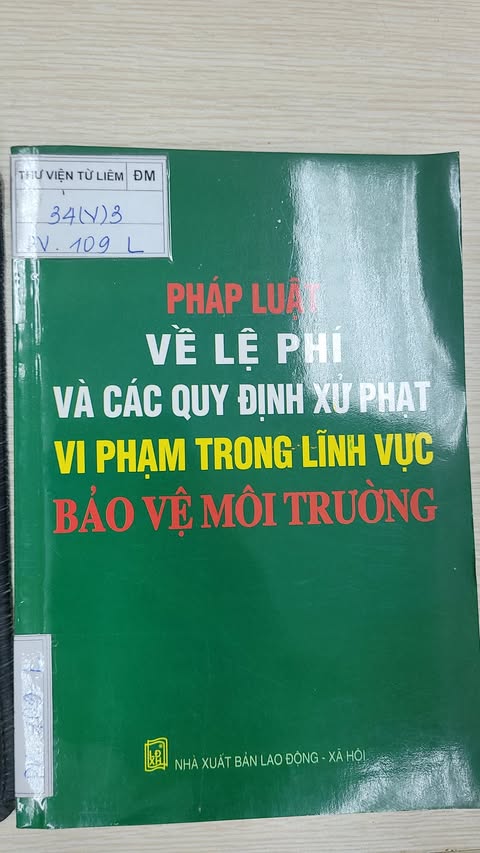 THƯ VIỆN TỪ LIÊM ĐM
34(V)3
V. 109 L
PHÁP LUẬT
VỀ LỆ PHÍ
VÀ CÁC QUY ĐỊNH XỬ PHẠT
VI PHẠM TRONG LĨNH VỰC
BẢO VỆ MÔI TRƯỜNG
NHÀ XUẤT BẢN LAO ĐỘNG - XÃ HỘI